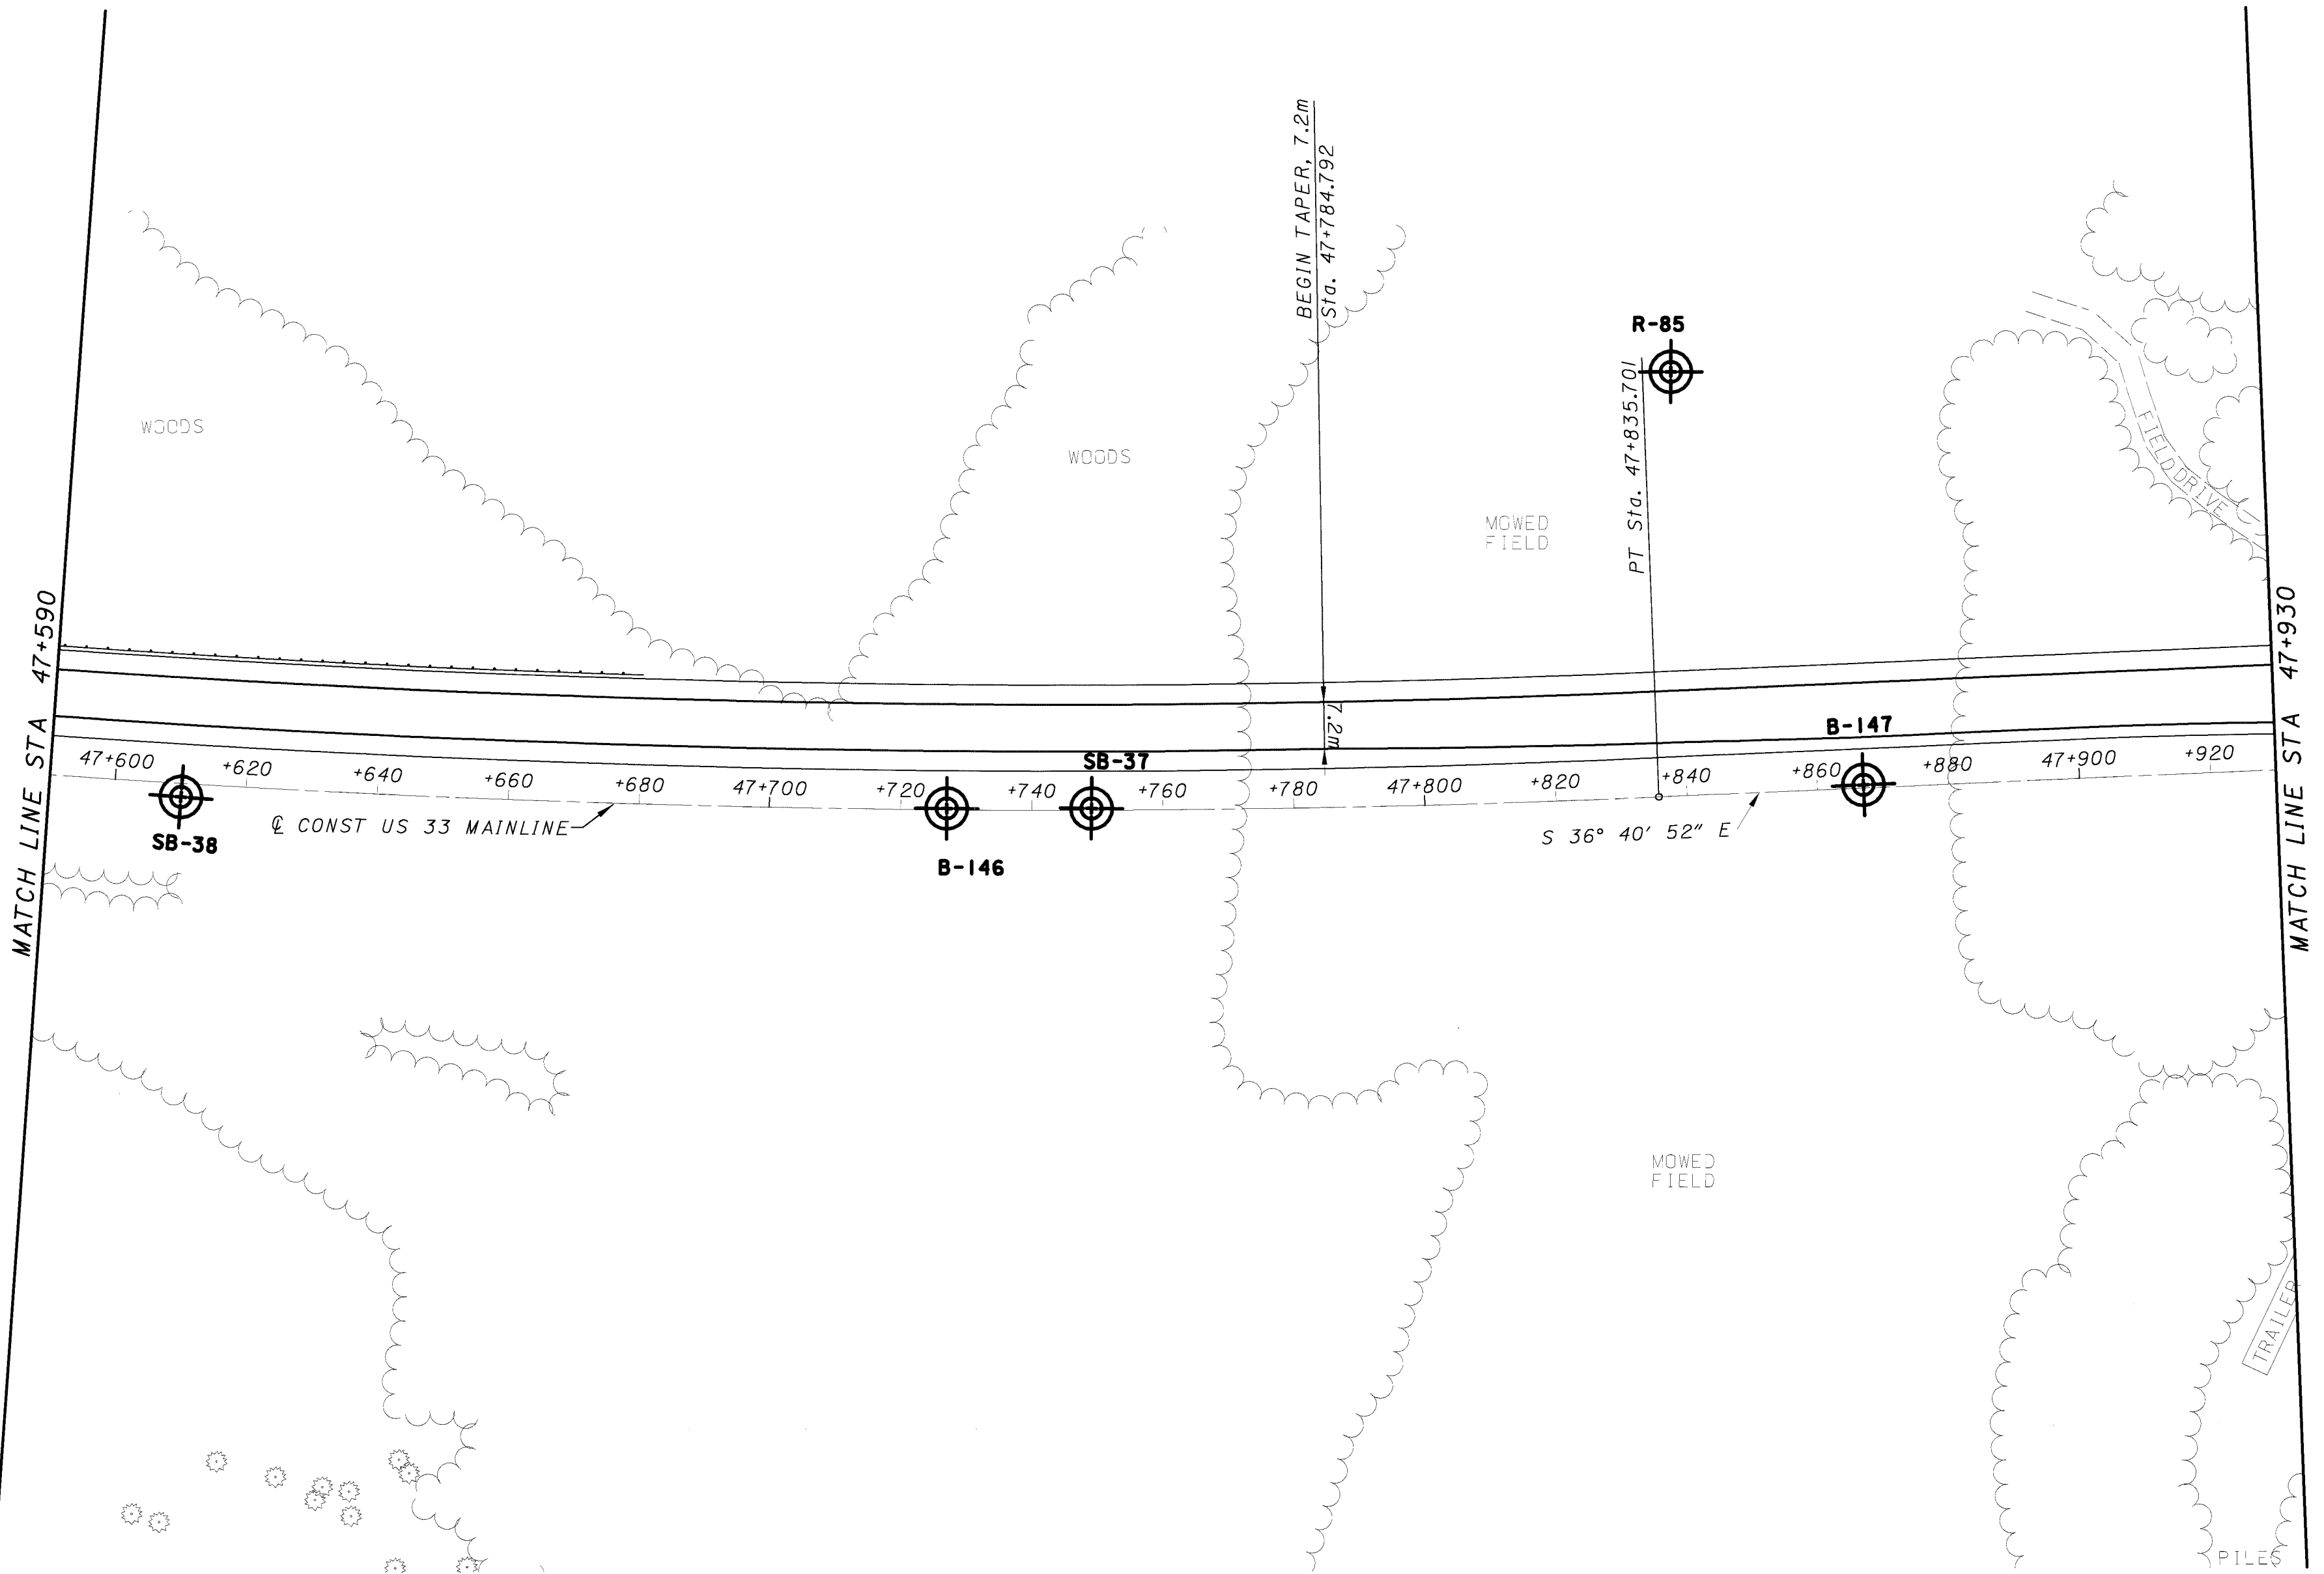 BEGIN TAPER, 7.2m
Sta. 47+784.792
R-85
PT Sta. 47+835.701
WOODS
WOODS
MOWED
FIELD
FIELD DRIVE
MATCH LINE STA 47+590
MATCH LINE STA 47+930
7.2m
B-147
SB-37
47+600
+620
+640
+660
+680
47+700
+720
+740
+760
+780
47+800
+820
+840
+860
+880
47+900
+920
SB-38
℄ CONST US 33 MAINLINE
B-146
S 36° 40' 52" E
MOWED
FIELD
TRAILER
PILES